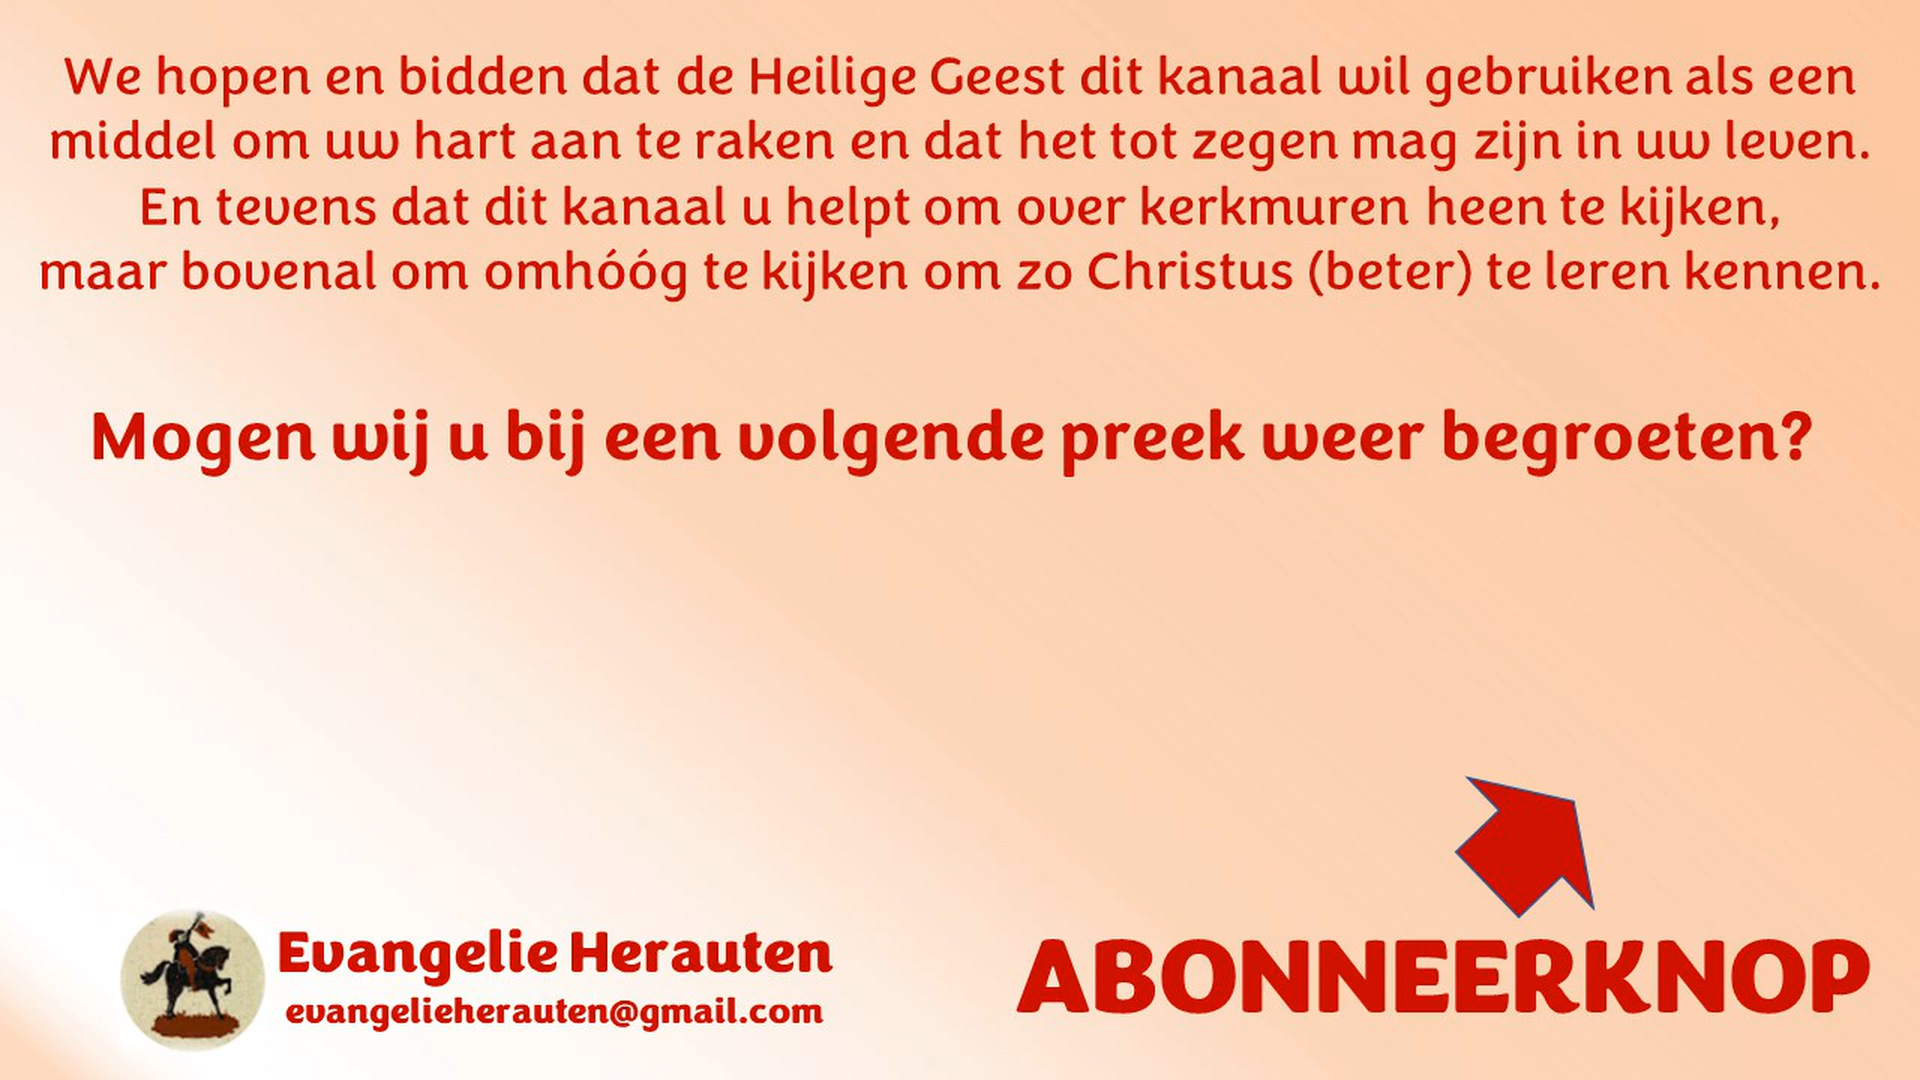 We hopen en bidden dat de Heilige Geest dit kanaal wil gebruiken als een
middel om uw hart aan te raken en dat het tot zegen mag zijn in uw leven.
En tevens dat dit kanaal u helpt om over kerkmuren heen te kijken,
maar bovenal om omhóóg te kijken om zo Christus (beter) te leren kennen.
Mogen wij u bij een volgende preek weer begroeten?
Evangelie Herauten
evangelieherauten@gmail.com
ABONNEERKNOP